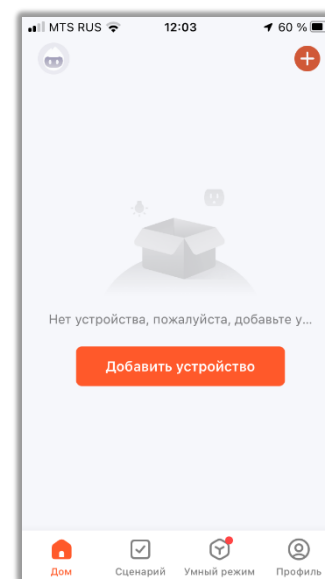 MTS RUS 12:03 60 %
Нет устройства, пожалуйста, добавьте у...
Добавить устройство
Дом Сценарий Умный режим Профиль